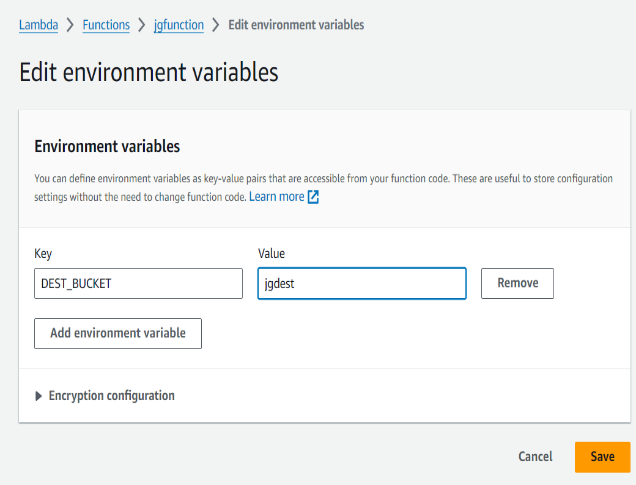 Lambda > Functions > jgfunction > Edit environment variables
Edit environment variables
Environment variables
You can define environment variables as key-value pairs that are accessible from your function code. These are useful to store configuration
settings without the need to change function code. Learn more
Key Value
DEST_BUCKET jgdest Remove
Add environment variable
Encryption configuration
Cancel Save